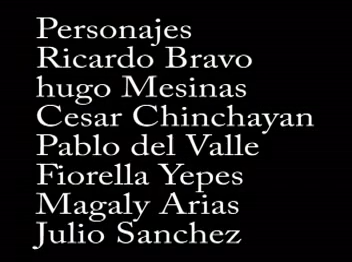 Personajes
Ricardo Bravo
hugo Mesinas
Cesar Chinchayan
Pablo del Valle
Fiorella Yepes
Magaly Arias
Julio Sanchez